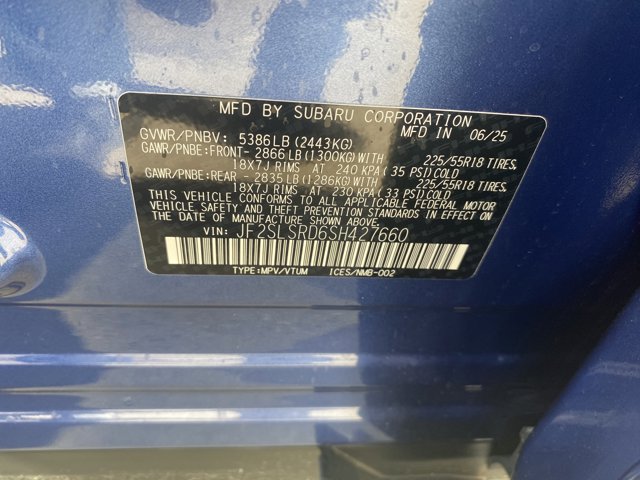 MFD BY SUBARU CORPORATION
GVWR/PNBV: 5386LB(2443KG) MFD IN 06/25
GAWR/PNBE:FRONT- 2866LB(1300KG)WITH 225/55R18 TIRES,
18X7J RIMS AT 240 KPA(35 PSI)COLD
GAWR/PNBE:REAR - 2835LB(1286KG)WITH 225/55R18 TIRES,
18X7J RIMS AT 230 KPA(33 PSI)COLD
THIS VEHICLE CONFORMS TO ALL APPLICABLE FEDERAL MOTOR
VEHICLE SAFETY AND THEFT PREVENTION STANDARDS IN EFFECT ON
THE DATE OF MANUFACTURE SHOWN ABOVE.
VIN: JF2SLSRD6SH427660
TYPE:MPV/VTUM ICES/NMB-002